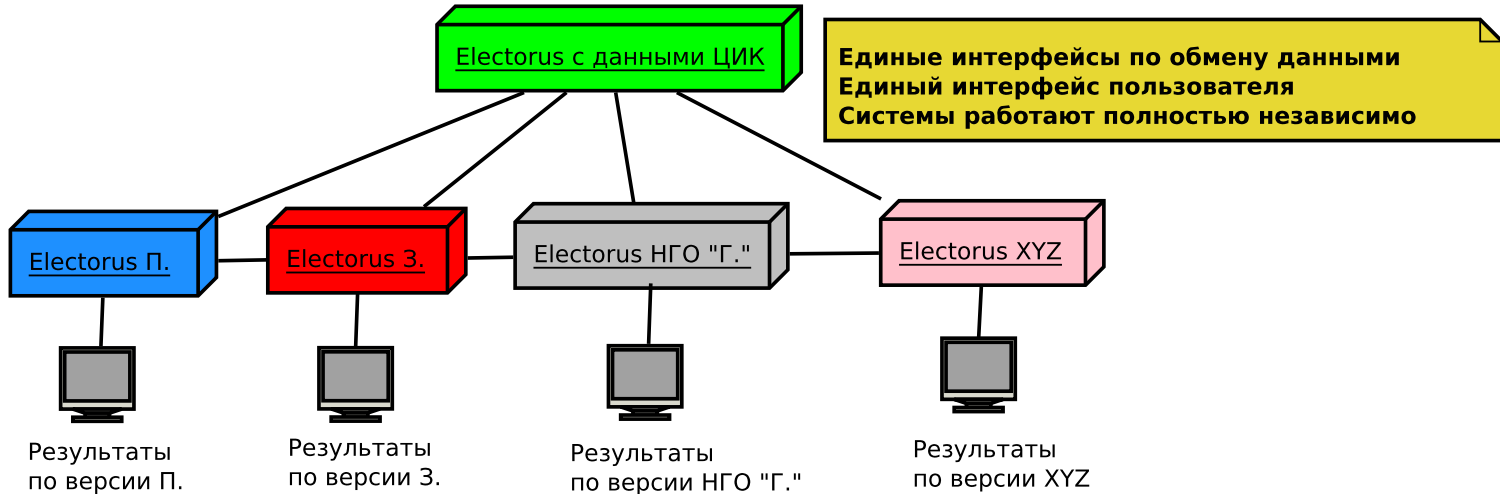 Electorus с данными ЦИК
Единые интерфейсы по обмену данными
Единый интерфейс пользователя
Системы работают полностью независимо
Electorus П.
Electorus З.
Electorus НГО "Г."
Electorus XYZ
Результаты
по версии П.
Результаты
по версии З.
Результаты
по версии НГО "Г."
Результаты
по версии XYZ